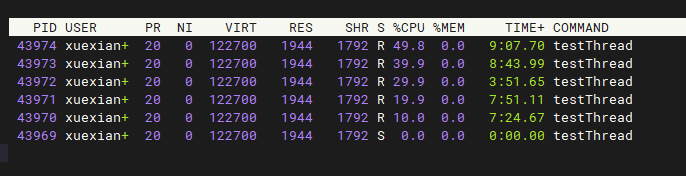 PID USER PR NI VIRT RES SHR S %CPU %MEM TIME+ COMMAND
43974 xuexian+ 20 0 122700 1944 1792 R 49.8 0.0 9:07.70 testThread
43973 xuexian+ 20 0 122700 1944 1792 R 39.9 0.0 8:43.99 testThread
43972 xuexian+ 20 0 122700 1944 1792 R 29.9 0.0 3:51.65 testThread
43971 xuexian+ 20 0 122700 1944 1792 R 19.9 0.0 7:51.11 testThread
43970 xuexian+ 20 0 122700 1944 1792 R 10.0 0.0 7:24.67 testThread
43969 xuexian+ 20 0 122700 1944 1792 S 0.0 0.0 0:00.00 testThread